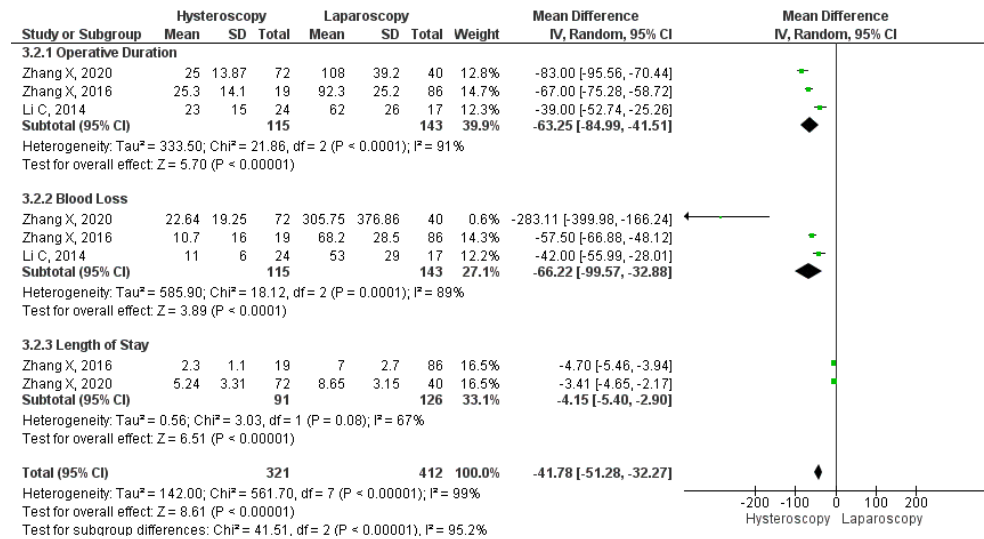 Hysteroscopy Laparoscopy Mean Difference Mean Difference
Study or Subgroup Mean SD Total Mean SD Total Weight IV, Random, 95% CI IV, Random, 95% CI
3.2.1 Operative Duration
Zhang X, 2020 25 13.87 72 108 39.2 40 12.8% -83.00 [-95.56, -70.44]
Zhang X, 2016 25.3 14.1 19 92.3 25.2 86 14.7% -67.00 [-75.28, -58.72]
Li C, 2014 23 15 24 62 26 17 12.3% -39.00 [-52.74, -25.26]
Subtotal (95% CI) 115 143 39.9% -63.25 [-84.99, -41.51]
Heterogeneity: Tau² = 333.50; Chi² = 21.86, df = 2 (P < 0.0001); I² = 91%
Test for overall effect: Z = 5.70 (P < 0.00001)
3.2.2 Blood Loss
Zhang X, 2020 22.64 19.25 72 305.75 376.86 40 0.6% -283.11 [-399.98, -166.24]
Zhang X, 2016 10.7 16 19 68.2 28.5 86 14.3% -57.50 [-66.88, -48.12]
Li C, 2014 11 6 24 53 29 17 12.2% -42.00 [-55.99, -28.01]
Subtotal (95% CI) 115 143 27.1% -66.22 [-99.57, -32.88]
Heterogeneity: Tau² = 585.90; Chi² = 18.12, df = 2 (P = 0.0001); I² = 89%
Test for overall effect: Z = 3.89 (P < 0.0001)
3.2.3 Length of Stay
Zhang X, 2016 2.3 1.1 19 7 2.7 86 16.5% -4.70 [-5.46, -3.94]
Zhang X, 2020 5.24 3.31 72 8.65 3.15 40 16.5% -3.41 [-4.65, -2.17]
Subtotal (95% CI) 91 126 33.1% -4.15 [-5.40, -2.90]
Heterogeneity: Tau² = 0.56; Chi² = 3.03, df = 1 (P = 0.08); I² = 67%
Test for overall effect: Z = 6.51 (P < 0.00001)
Total (95% CI) 321 412 100.0% -41.78 [-51.28, -32.27]
Heterogeneity: Tau² = 142.00; Chi² = 561.70, df = 7 (P < 0.00001); I² = 99%
Test for overall effect: Z = 8.61 (P < 0.00001)
Test for subgroup differences: Chi² = 41.51, df = 2 (P < 0.00001), I² = 95.2%
-200 -100 0 100 200
Hysteroscopy Laparoscopy